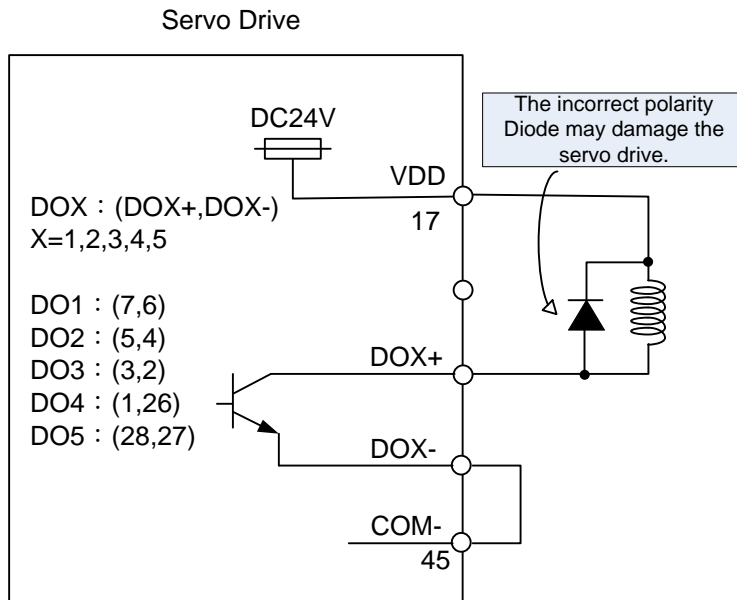 Servo Drive
DC24V
The incorrect polarity
Diode may damage the
servo drive.
VDD
17
DOX：(DOX+,DOX-)
X=1,2,3,4,5
DO1：(7,6)
DO2：(5,4)
DO3：(3,2)
DO4：(1,26)
DO5：(28,27)
DOX+
DOX-
COM-
45